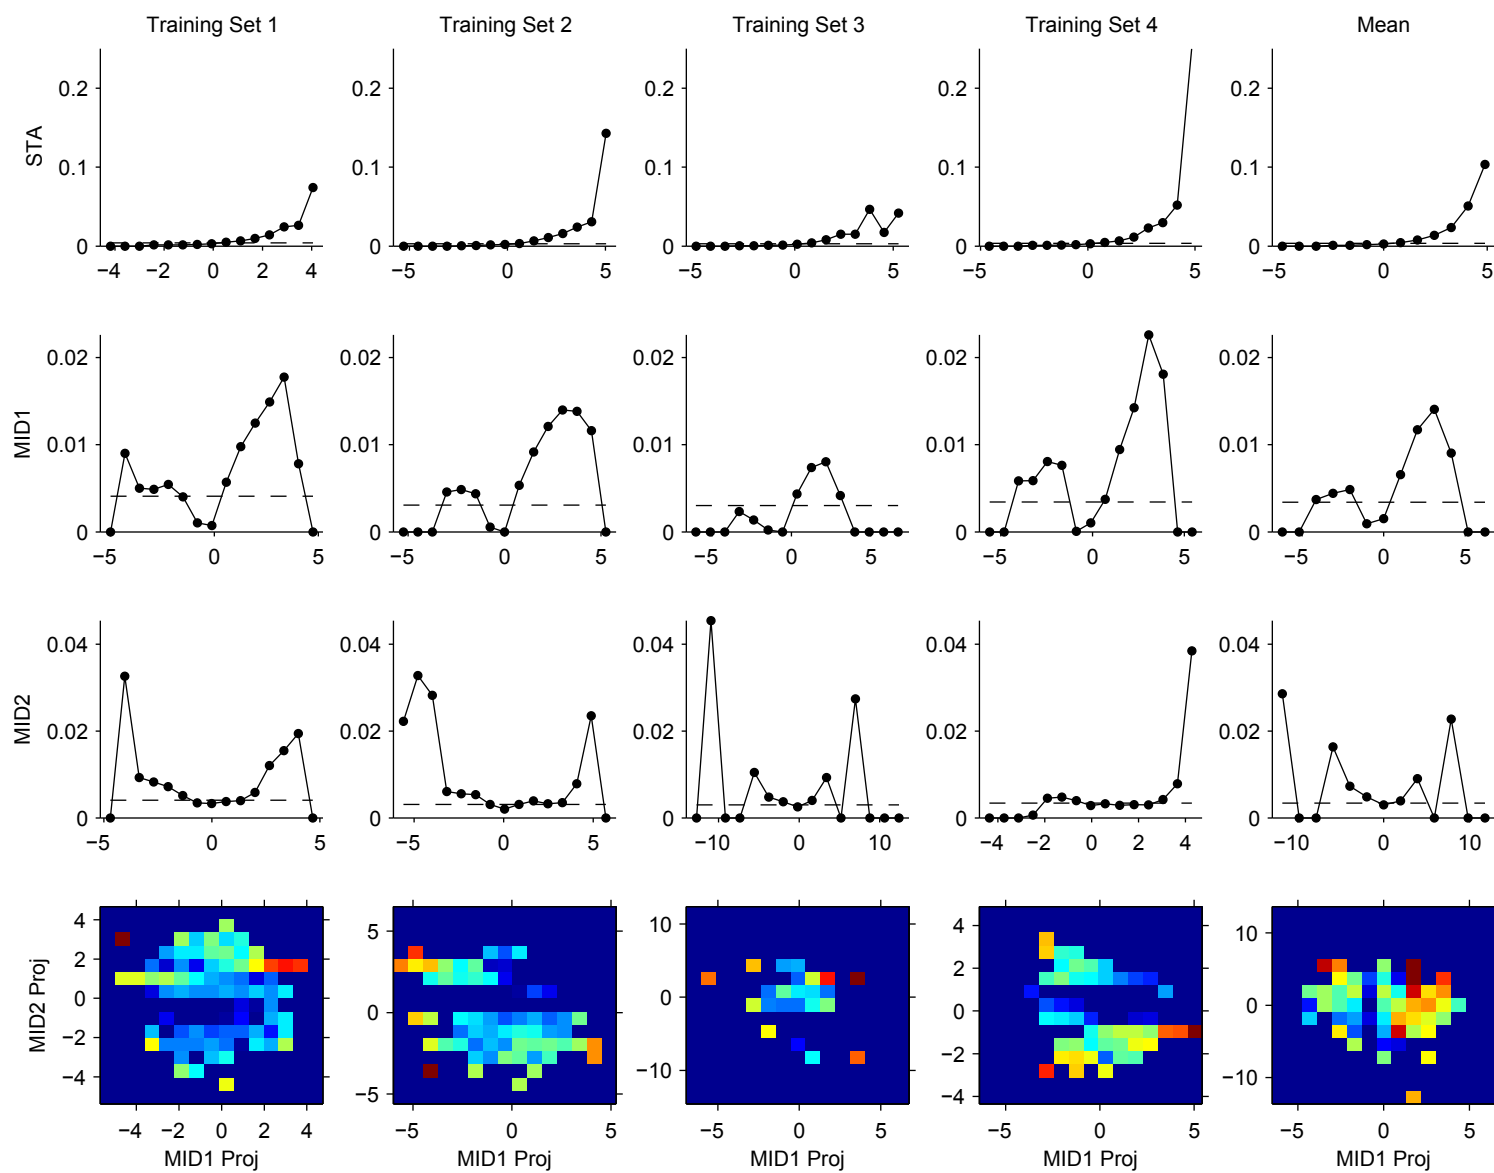 Training Set 1 Training Set 2 Training Set 3 Training Set 4 Mean
STA
0.2 0.2 0.2 0.2 0.2
0.1 0.1 0.1 0.1 0.1
0 0 0 0 0
−4 −2 0 2 4 −5 0 5 −5 0 5 −5 0 5 −5 0 5
MID1
0.02 0.02 0.02 0.02 0.02
0.01 0.01 0.01 0.01 0.01
0 0 0 0 0
−5 0 5 −5 0 5 −5 0 5 −5 0 5 −5 0 5
MID2
0.04 0.04 0.04 0.04 0.04
0.02 0.02 0.02 0.02 0.02
0 0 0 0 0
−5 0 5 −5 0 5 −10 0 10 −4 −2 0 2 4 −10 0 10
MID2 Proj
4 5 10 4 10
2 2
0 0 0 0 0
−2 −2
−4 −5 −10 −4 −10
−4 −2 0 2 4 −5 0 5 −5 0 5 −5 0 5 −5 0 5
MID1 Proj MID1 Proj MID1 Proj MID1 Proj MID1 Proj